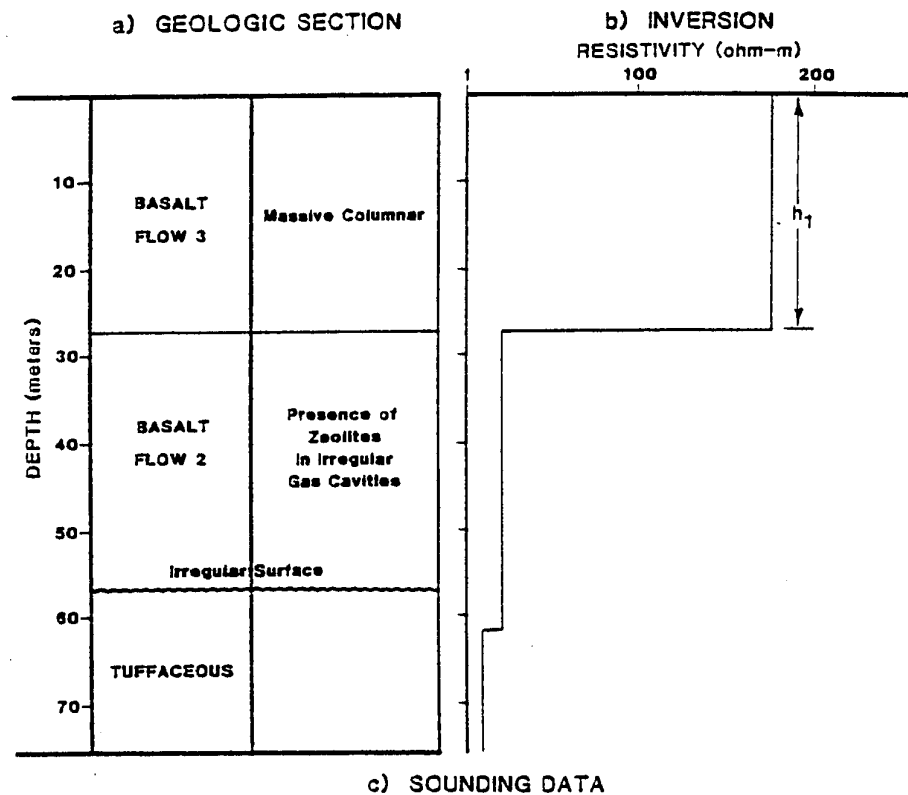 a) GEOLOGIC SECTION
b) INVERSION
RESISTIVITY (ohm-m)
1
100
200
DEPTH (meters)
10
20
30
40
50
60
70
BASALT
FLOW 3
Massive Columnar
h1
BASALT
FLOW 2
Presence of
Zeolites
in Irregular
Gas Cavities
Irregular Surface
TUFFACEOUS
c) SOUNDING DATA